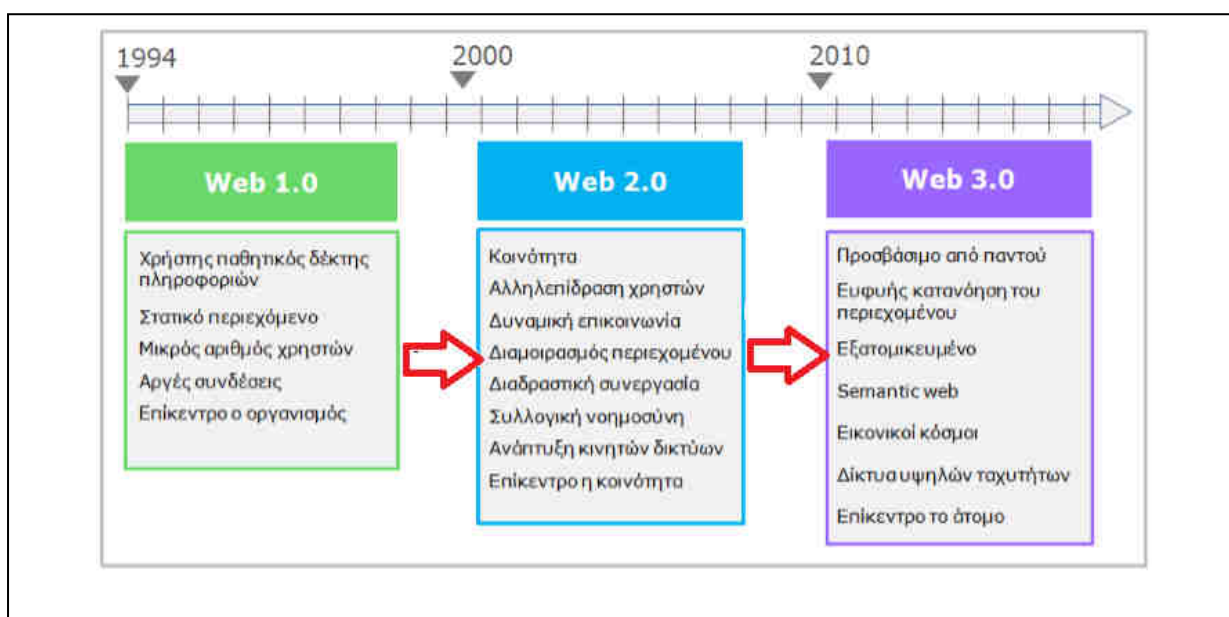 1994
2000
2010
Web 1.0
Χρήστης παθητικός δέκτης
πληροφοριών
Στατικό περιεχόμενο
Μικρός αριθμός χρηστών
Αργές συνδέσεις
Επίκεντρο ο οργανισμός
Web 2.0
Κοινότητα
Αλληλεπίδραση χρηστών
Δυναμική επικοινωνία
Διαμοιρασμός περιεχομένου
Διαδραστική συνεργασία
Συλλογική νοημοσύνη
Ανάπτυξη κινητών δικτύων
Επίκεντρο η κοινότητα
Web 3.0
Προσβάσιμο από παντού
Ευφυής κατανόηση του
περιεχομένου
Εξατομικευμένο
Semantic web
Εικονικοί κόσμοι
Δίκτυα υψηλών ταχυτήτων
Επίκεντρο το άτομο